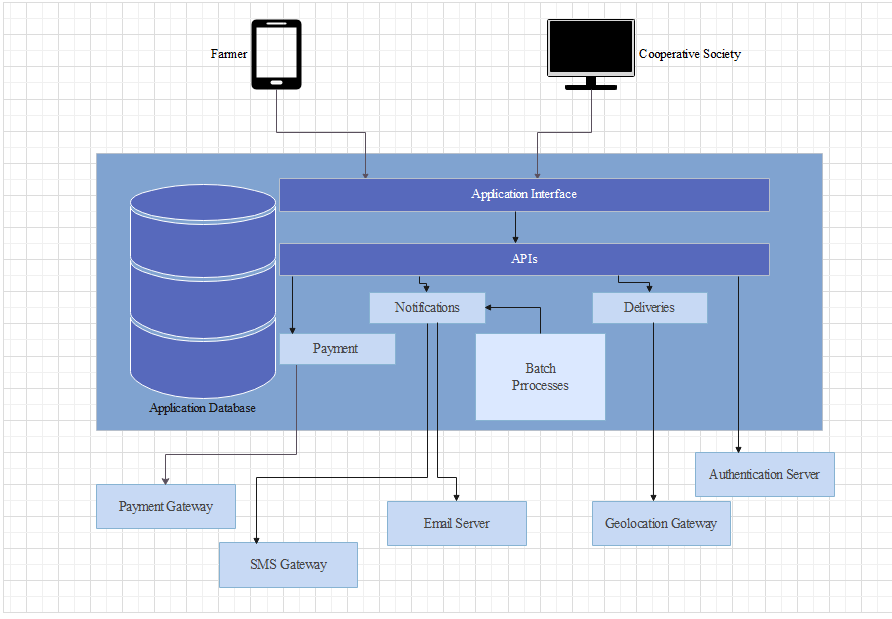 Farmer
Cooperative Society
Application Interface
APIs
Notifications
Deliveries
Payment
Batch
Prrocesses
Application Database
Authentication Server
Payment Gateway
Email Server
Geolocation Gateway
SMS Gateway